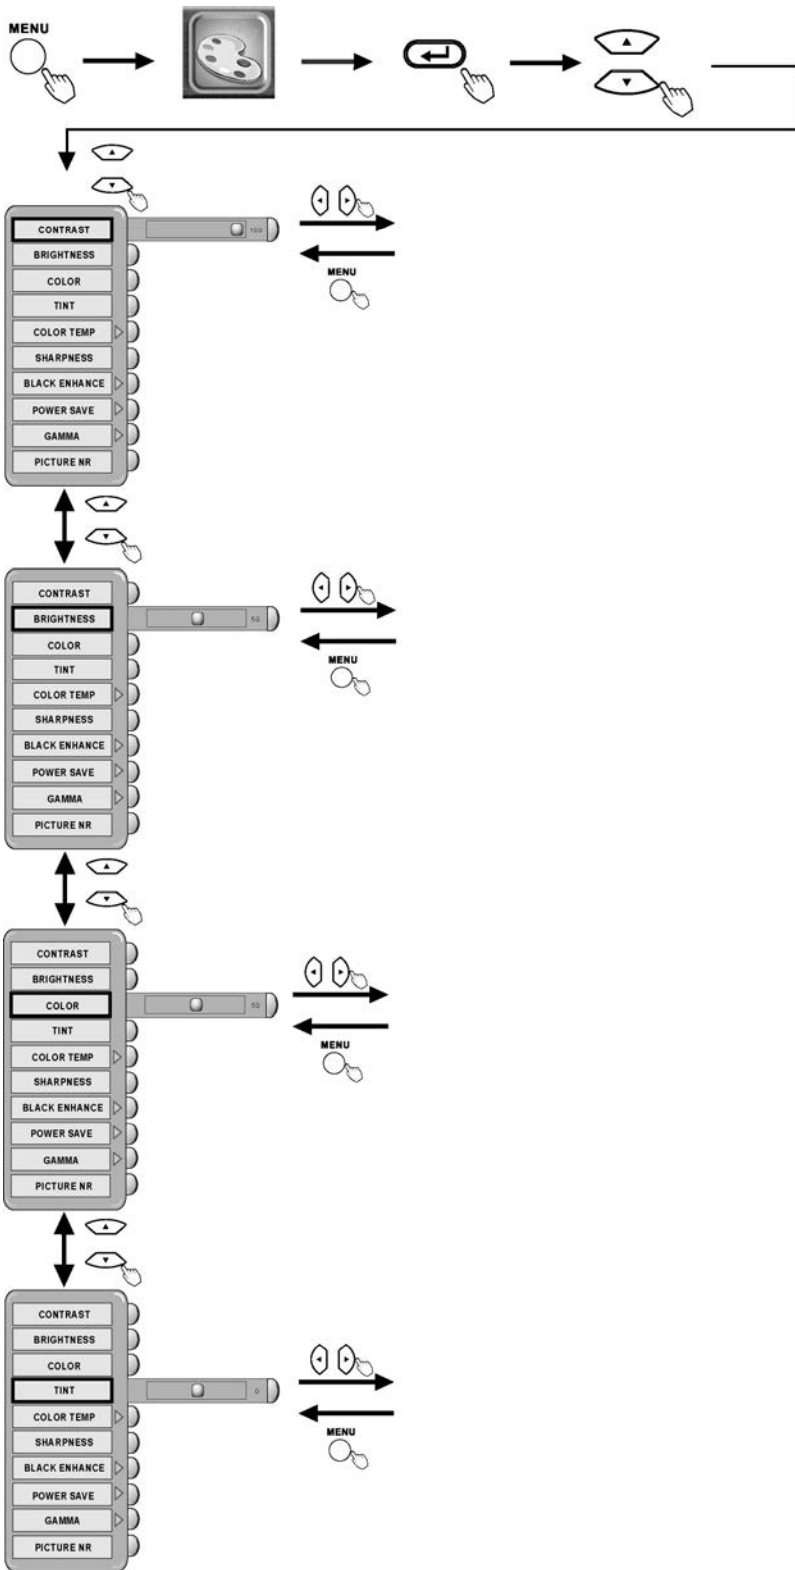 MENU
CONTRAST 100
BRIGHTNESS
COLOR
TINT
COLOR TEMP
SHARPNESS
BLACK ENHANCE
POWER SAVE
GAMMA
PICTURE NR
MENU
CONTRAST
BRIGHTNESS 50
COLOR
TINT
COLOR TEMP
SHARPNESS
BLACK ENHANCE
POWER SAVE
GAMMA
PICTURE NR
MENU
CONTRAST
BRIGHTNESS
COLOR 50
TINT
COLOR TEMP
SHARPNESS
BLACK ENHANCE
POWER SAVE
GAMMA
PICTURE NR
MENU
CONTRAST
BRIGHTNESS
COLOR
TINT 0
COLOR TEMP
SHARPNESS
BLACK ENHANCE
POWER SAVE
GAMMA
PICTURE NR
MENU